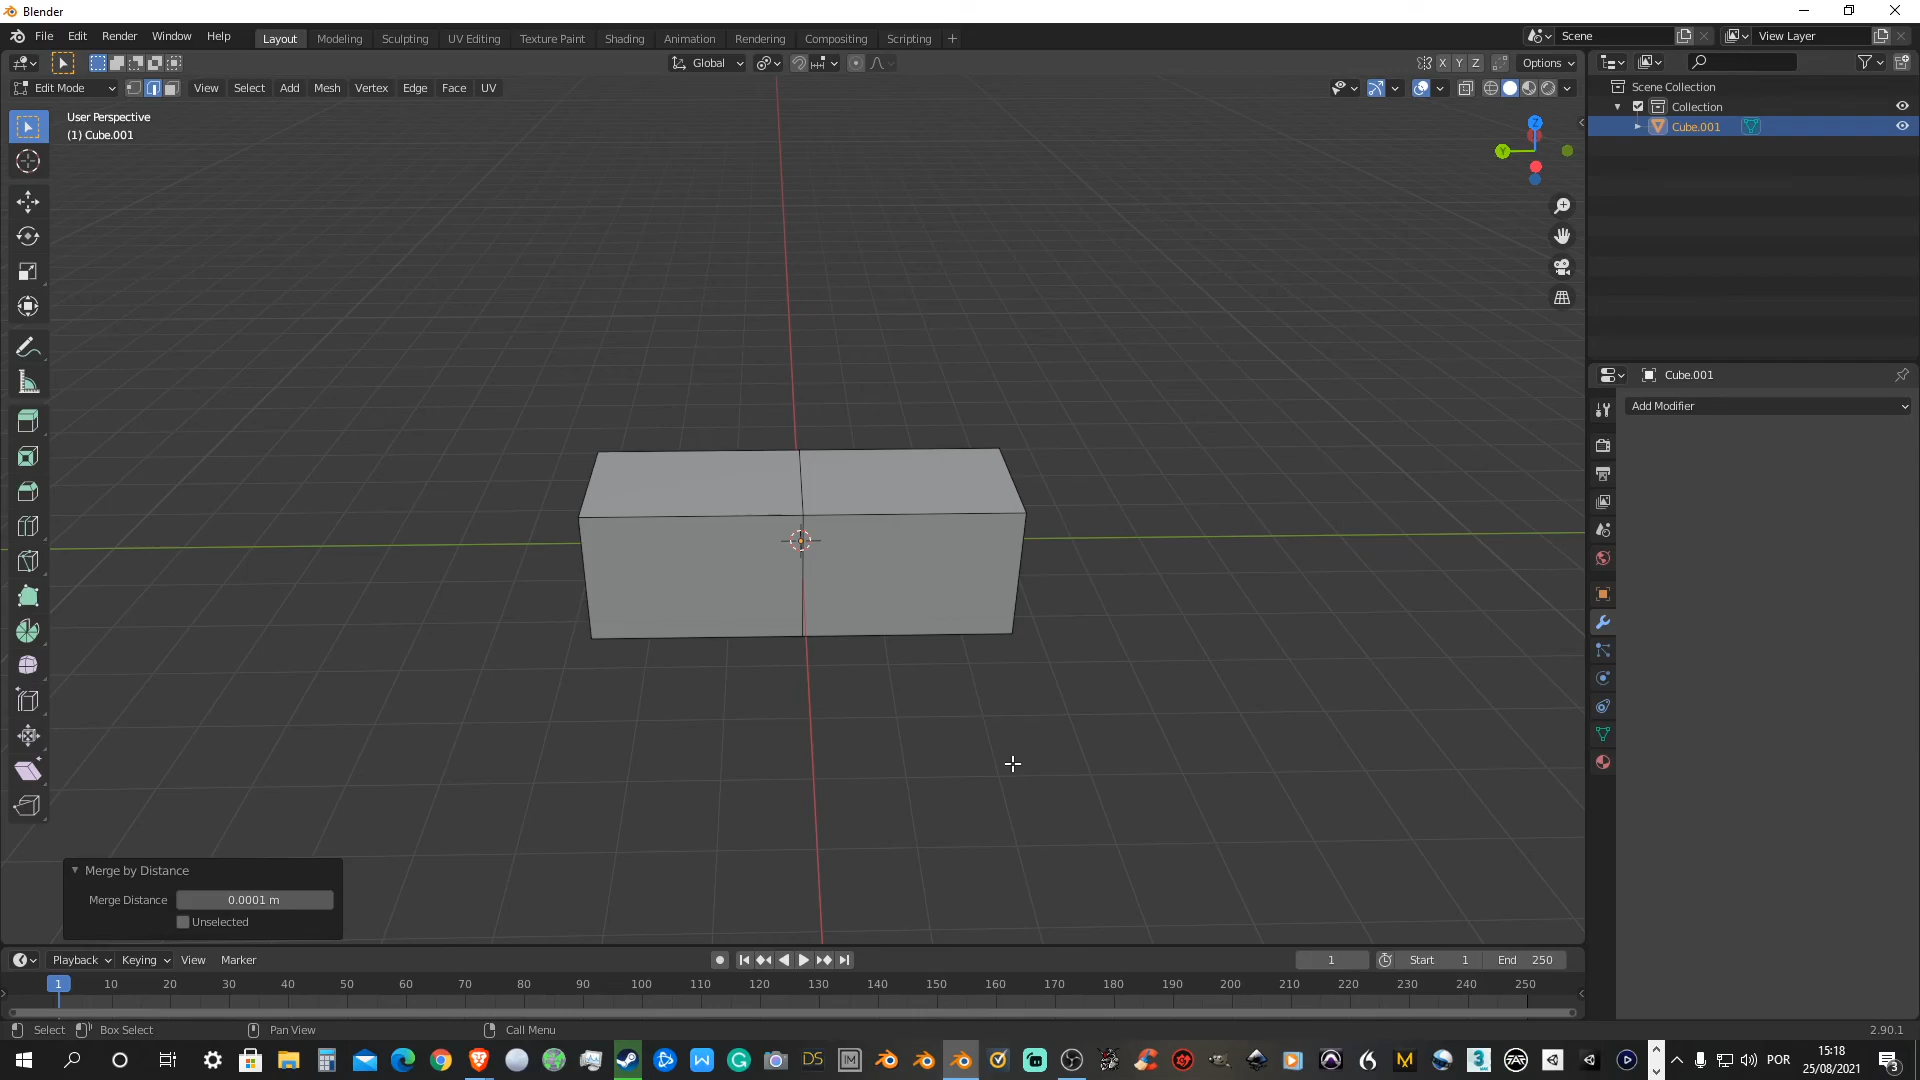 Blender
File Edit Render Window Help
Layout Modeling Sculpting UV Editing Texture Paint Shading Animation Rendering Compositing Scripting +
Scene
View Layer
Global
X Y Z
Options
Edit Mode
View Select Add Mesh Vertex Edge Face UV
User Perspective
(1) Cube.001
Z
Y
Scene Collection
Collection
Cube.001
Cube.001
Add Modifier
Merge by Distance
Merge Distance 0.0001 m
Unselected
Playback Keying View Marker
1
Start 1
End 250
1 10 20 30 40 50 60 70 80 90 100 110 120 130 140 150 160 170 180 190 200 210 220 230 240 250
Select Box Select Pan View Call Menu
2.90.1
W DS IM M 3 POR
15:18
25/08/2021
3